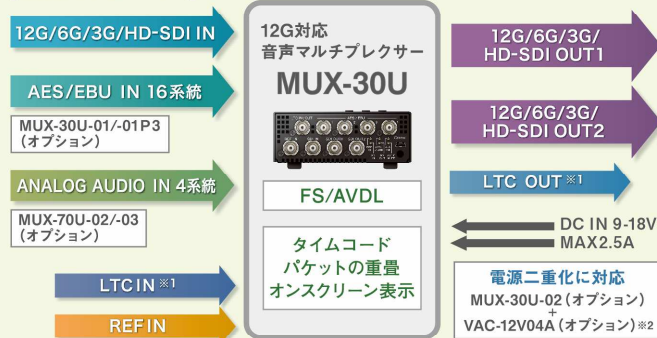 12G/6G/3G/HD-SDI IN
AES/EBU IN 16系統
MUX-30U-01/-01P3
(オプション)
ANALOG AUDIO IN 4系統
MUX-70U-02/-03
(オプション)
LTC IN ※1
REF IN
12G対応
音声マルチプレクサー
MUX-30U
FS/AVDL
タイムコード
パケットの重畳
オンスクリーン表示
12G/6G/3G/
HD-SDI OUT1
12G/6G/3G/
HD-SDI OUT2
LTC OUT ※1
DC IN 9-18V
MAX2.5A
電源二重化に対応
MUX-30U-02(オプション)
+
VAC-12V04A(オプション)※2